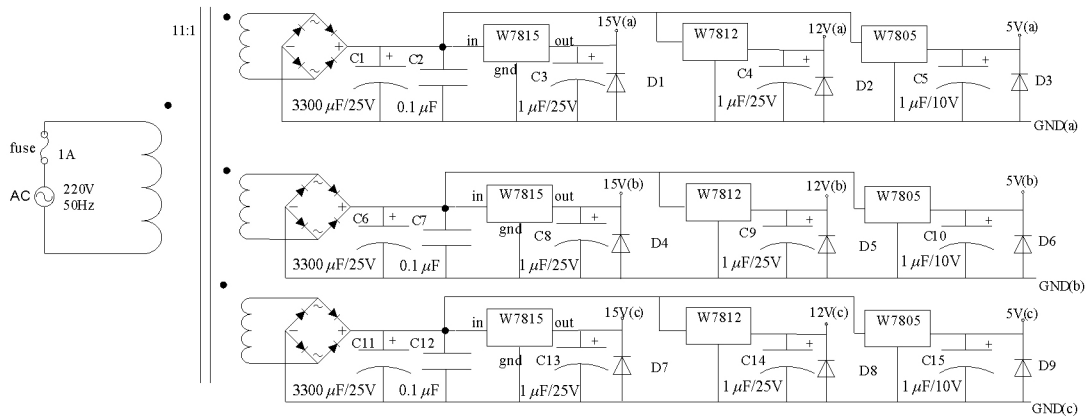 11:1
fuse
1A
AC
220V
50Hz
~
~
−
+
C1
+
C2
3300 μF/25V
0.1 μF
in
W7815
out
gnd
15V(a)
C3
+
1 μF/25V
D1
W7812
12V(a)
C4
+
1 μF/25V
D2
W7805
5V(a)
C5
+
1 μF/10V
D3
GND(a)
~
~
−
+
C6
+
C7
3300 μF/25V
0.1 μF
in
W7815
out
gnd
15V(b)
C8
+
1 μF/25V
D4
W7812
12V(b)
C9
+
1 μF/25V
D5
W7805
5V(b)
C10
+
1 μF/10V
D6
GND(b)
~
~
−
+
C11
+
C12
3300 μF/25V
0.1 μF
in
W7815
out
gnd
15V(c)
C13
+
1 μF/25V
D7
W7812
12V(c)
C14
+
1 μF/25V
D8
W7805
5V(c)
C15
+
1 μF/10V
D9
GND(c)